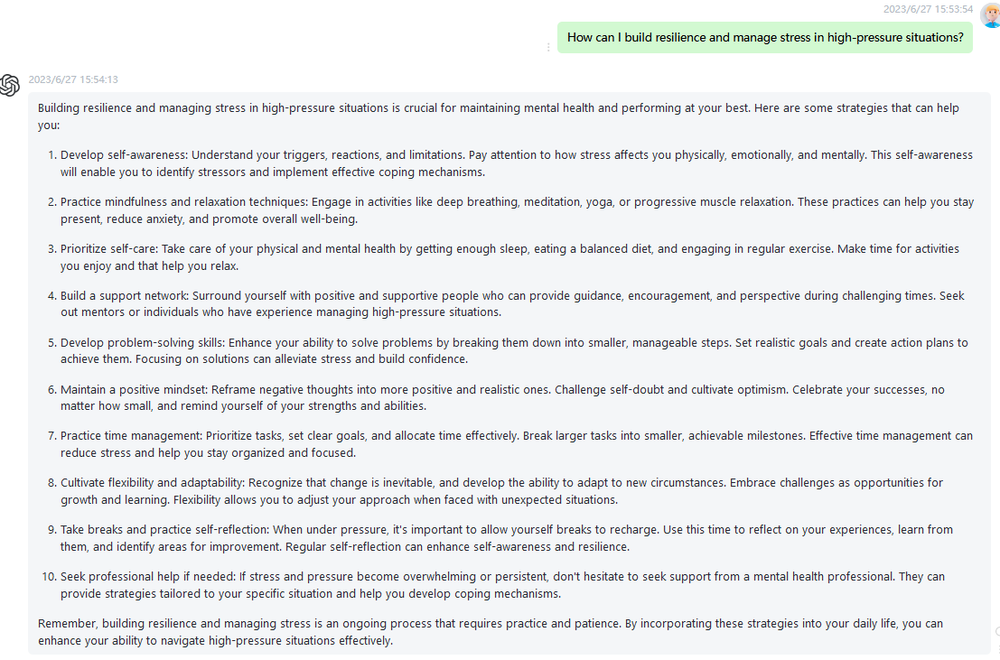 2023/6/27 15:53:54
How can I build resilience and manage stress in high-pressure situations?
2023/6/27 15:54:13
Building resilience and managing stress in high-pressure situations is crucial for maintaining mental health and performing at your best. Here are some strategies that can help
you:
1. Develop self-awareness: Understand your triggers, reactions, and limitations. Pay attention to how stress affects you physically, emotionally, and mentally. This self-awareness
will enable you to identify stressors and implement effective coping mechanisms.
2. Practice mindfulness and relaxation techniques: Engage in activities like deep breathing, meditation, yoga, or progressive muscle relaxation. These practices can help you stay
present, reduce anxiety, and promote overall well-being.
3. Prioritize self-care: Take care of your physical and mental health by getting enough sleep, eating a balanced diet, and engaging in regular exercise. Make time for activities
you enjoy and that help you relax.
4. Build a support network: Surround yourself with positive and supportive people who can provide guidance, encouragement, and perspective during challenging times. Seek
out mentors or individuals who have experience managing high-pressure situations.
5. Develop problem-solving skills: Enhance your ability to solve problems by breaking them down into smaller, manageable steps. Set realistic goals and create action plans to
achieve them. Focusing on solutions can alleviate stress and build confidence.
6. Maintain a positive mindset: Reframe negative thoughts into more positive and realistic ones. Challenge self-doubt and cultivate optimism. Celebrate your successes, no
matter how small, and remind yourself of your strengths and abilities.
7. Practice time management: Prioritize tasks, set clear goals, and allocate time effectively. Break larger tasks into smaller, achievable milestones. Effective time management can
reduce stress and help you stay organized and focused.
8. Cultivate flexibility and adaptability: Recognize that change is inevitable, and develop the ability to adapt to new circumstances. Embrace challenges as opportunities for
growth and learning. Flexibility allows you to adjust your approach when faced with unexpected situations.
9. Take breaks and practice self-reflection: When under pressure, it's important to allow yourself breaks to recharge. Use this time to reflect on your experiences, learn from
them, and identify areas for improvement. Regular self-reflection can enhance self-awareness and resilience.
10. Seek professional help if needed: If stress and pressure become overwhelming or persistent, don't hesitate to seek support from a mental health professional. They can
provide strategies tailored to your specific situation and help you develop coping mechanisms.
Remember, building resilience and managing stress is an ongoing process that requires practice and patience. By incorporating these strategies into your daily life, you can
enhance your ability to navigate high-pressure situations effectively.